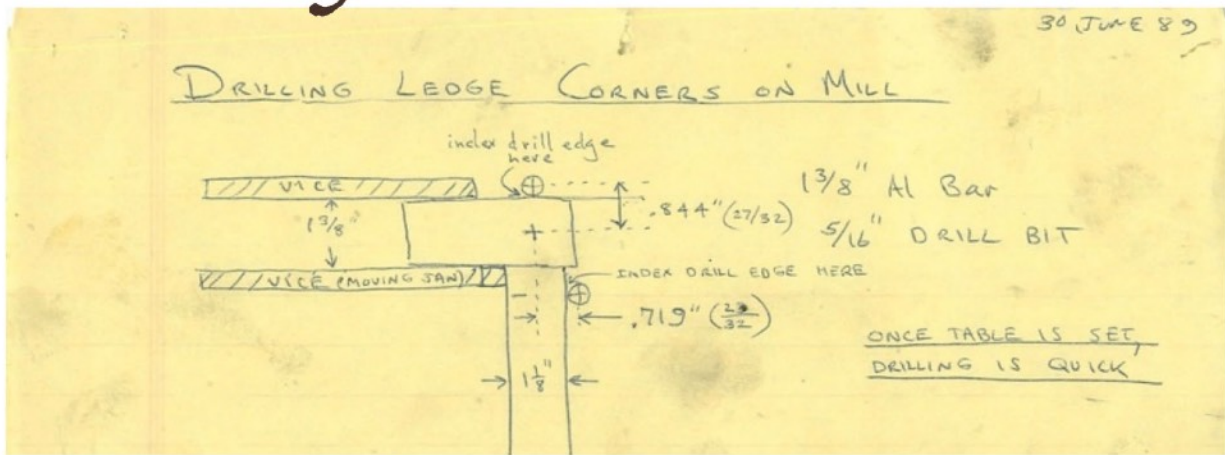 30 JUNE 89
DRILLING LEDGE CORNERS ON MILL
index drill edge
here
VICE
1 3/8" Al Bar
1 3/8"
.844" (27/32)
5/16" DRILL BIT
VICE (MOVING JAW)
INDEX DRILL EDGE HERE
.719" (23/32)
ONCE TABLE IS SET,
DRILLING IS QUICK
1 1/8"